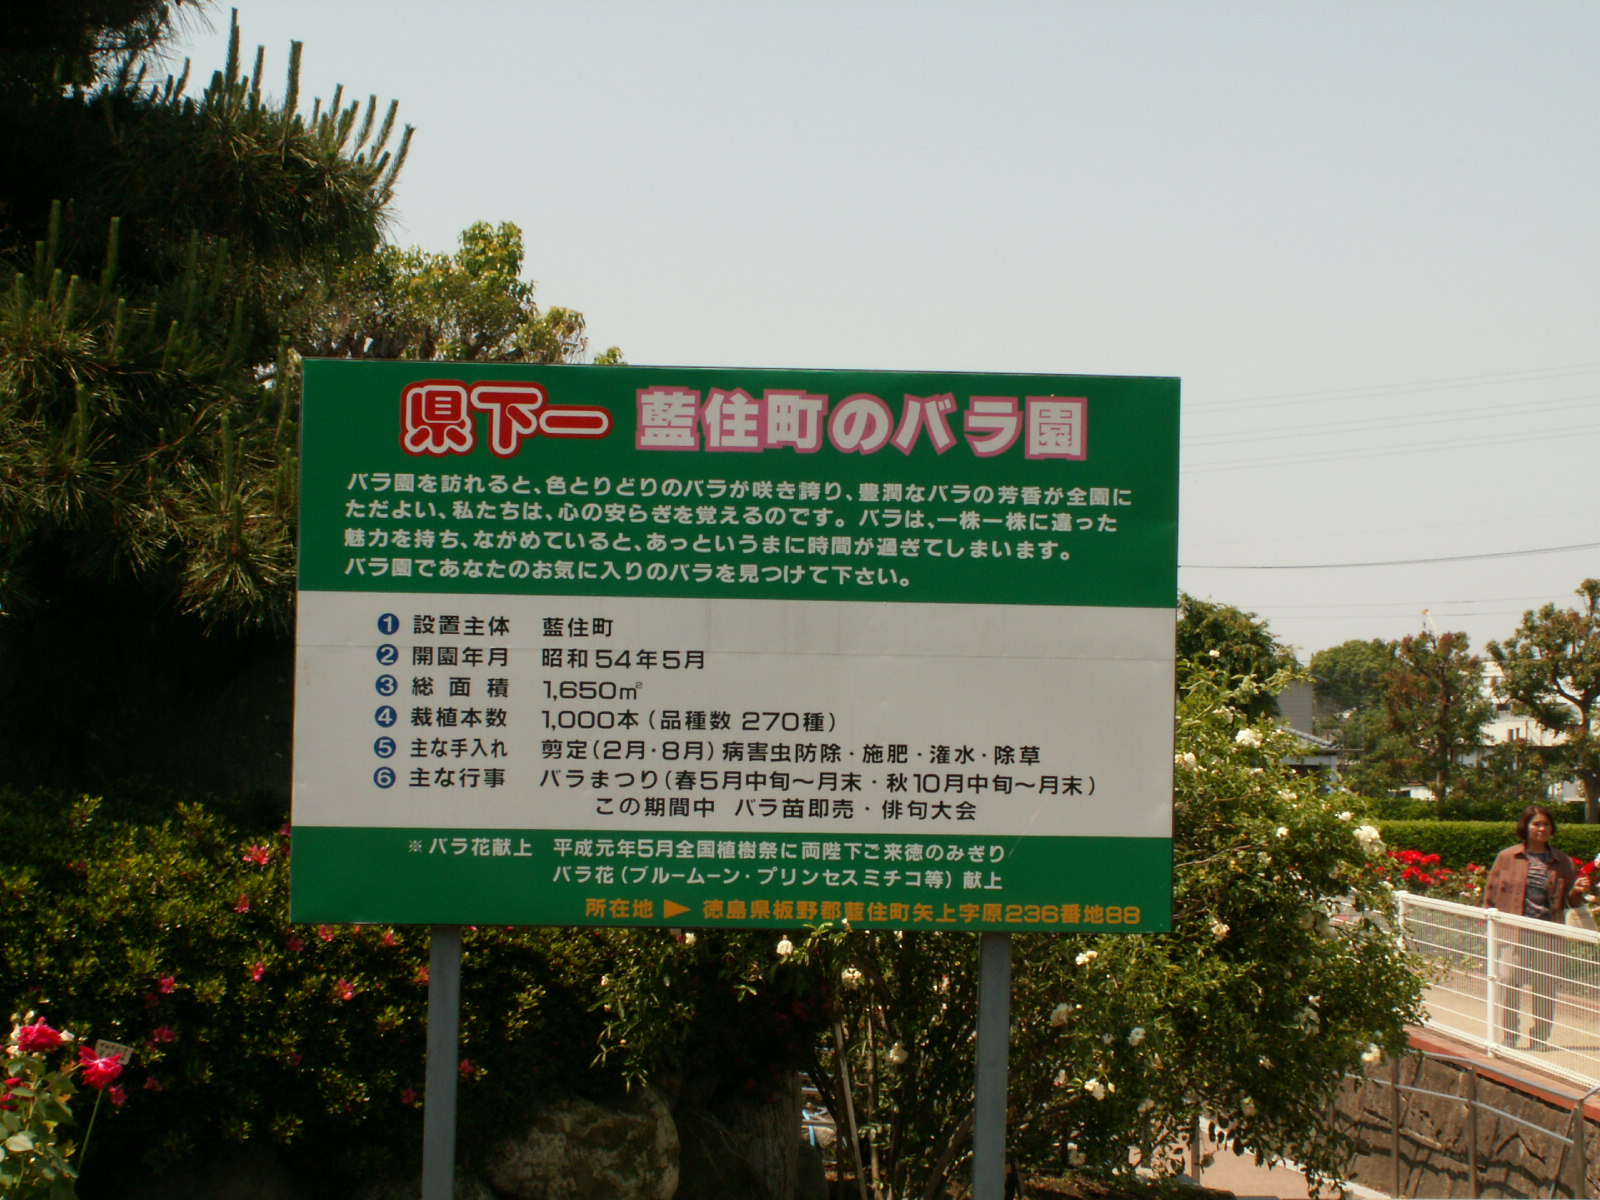 県下一 藍住町のバラ園
バラ園を訪れると、色とりどりのバラが咲き誇り、豊潤なバラの芳香が全園に
ただよい、私たちは、心の安らぎを覚えるのです。バラは、一株一株に違った
魅力を持ち、ながめていると、あっというまに時間が過ぎてしまいます。
バラ園であなたのお気に入りのバラを見つけて下さい。
1 設置主体 藍住町
2 開園年月 昭和54年5月
3 総面積 1,650㎡
4 栽植本数 1,000本(品種数 270種)
5 主な手入れ 剪定(2月・8月)病害虫防除・施肥・潅水・除草
6 主な行事 バラまつり(春5月中旬～月末・秋10月中旬～月末)
この期間中 バラ苗即売・俳句大会
※バラ花献上 平成元年5月全国植樹祭に両陛下ご来徳のみぎり
バラ花(ブルームーン・プリンセスミチコ等)献上
所在地 ▶ 徳島県板野郡藍住町矢上字原236番地88